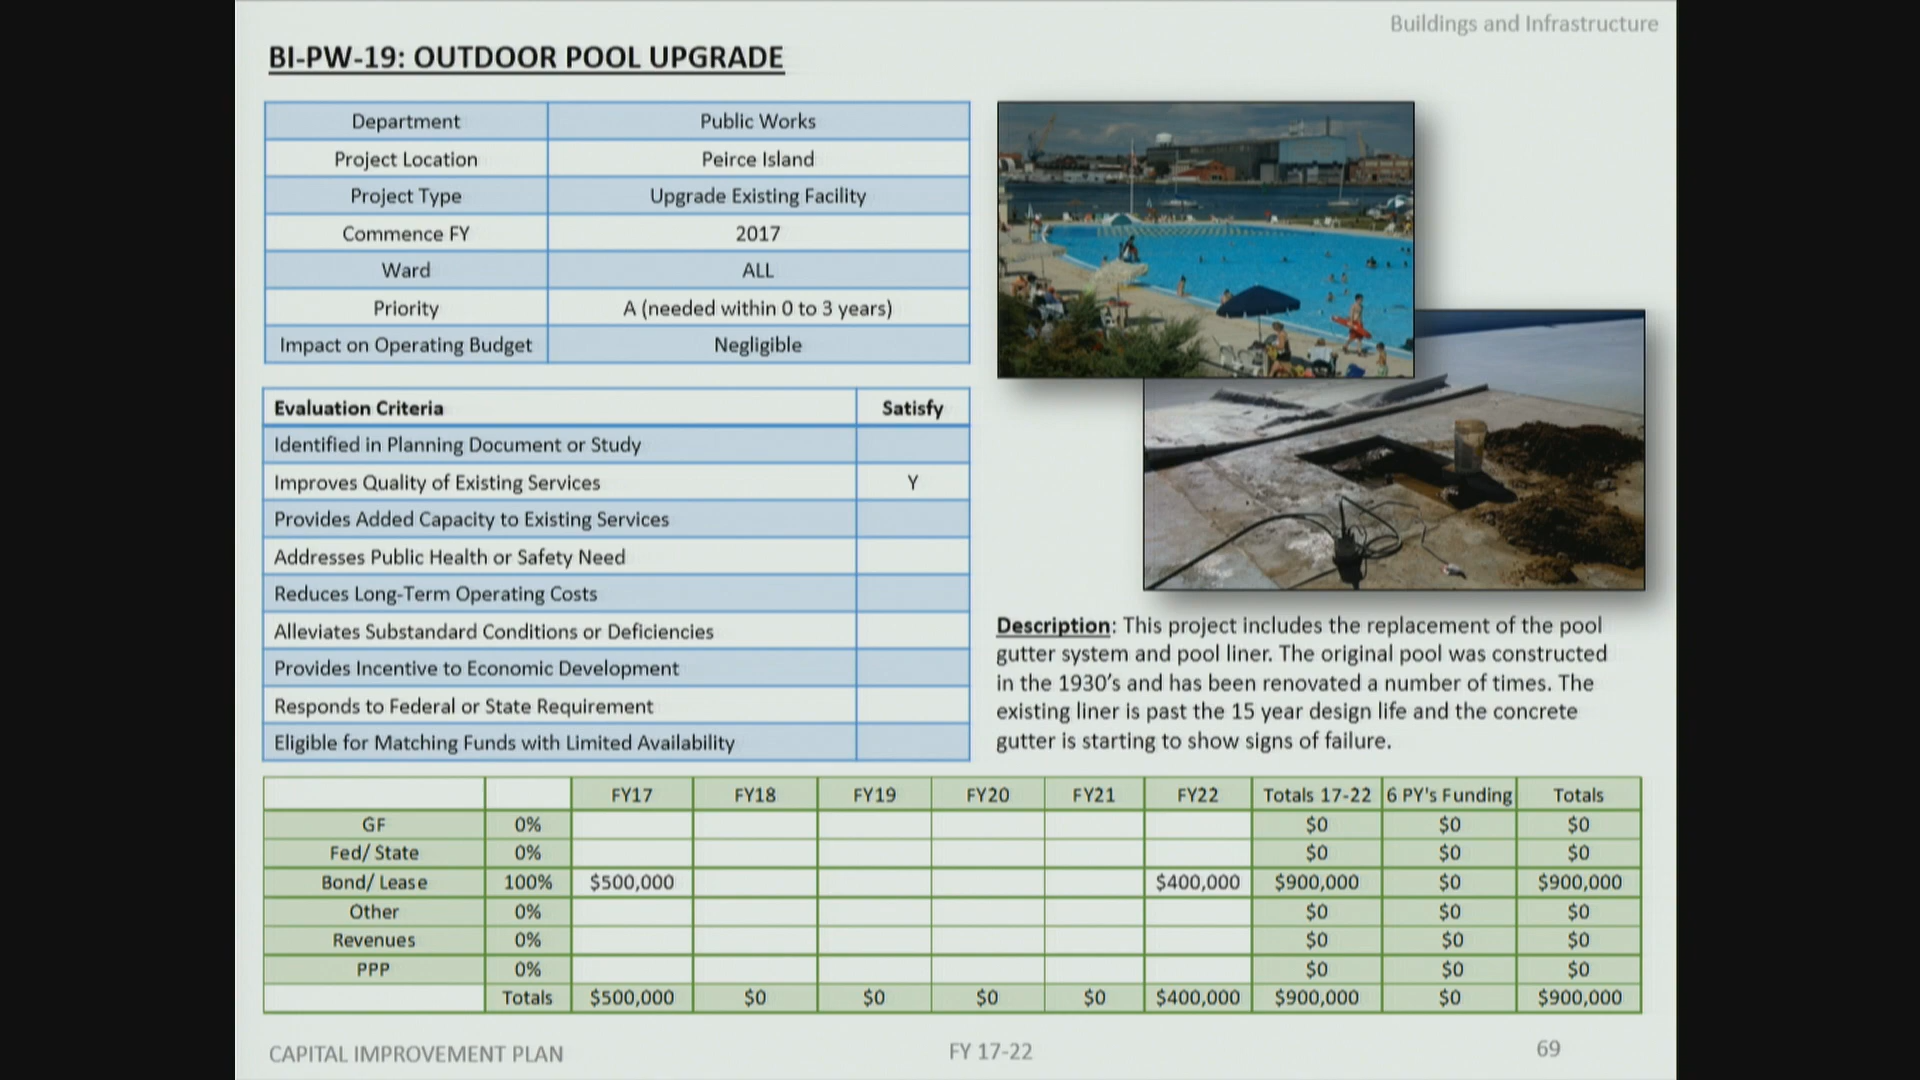 Buildings and Infrastructure
BI-PW-19: OUTDOOR POOL UPGRADE
Department Public Works
Project Location Peirce Island
Project Type Upgrade Existing Facility
Commence FY 2017
Ward ALL
Priority A (needed within 0 to 3 years)
Impact on Operating Budget Negligible
Evaluation Criteria Satisfy
Identified in Planning Document or Study
Improves Quality of Existing Services Y
Provides Added Capacity to Existing Services
Addresses Public Health or Safety Need
Reduces Long-Term Operating Costs
Alleviates Substandard Conditions or Deficiencies
Provides Incentive to Economic Development
Responds to Federal or State Requirement
Eligible for Matching Funds with Limited Availability
Description: This project includes the replacement of the pool
gutter system and pool liner. The original pool was constructed
in the 1930's and has been renovated a number of times. The
existing liner is past the 15 year design life and the concrete
gutter is starting to show signs of failure.
FY17 FY18 FY19 FY20 FY21 FY22 Totals 17-22 6 PY's Funding Totals
GF 0% $0 $0 $0
Fed/ State 0% $0 $0 $0
Bond/ Lease 100% $500,000 $400,000 $900,000 $0 $900,000
Other 0% $0 $0 $0
Revenues 0% $0 $0 $0
PPP 0% $0 $0 $0
Totals $500,000 $0 $0 $0 $0 $400,000 $900,000 $0 $900,000
CAPITAL IMPROVEMENT PLAN FY 17-22 69